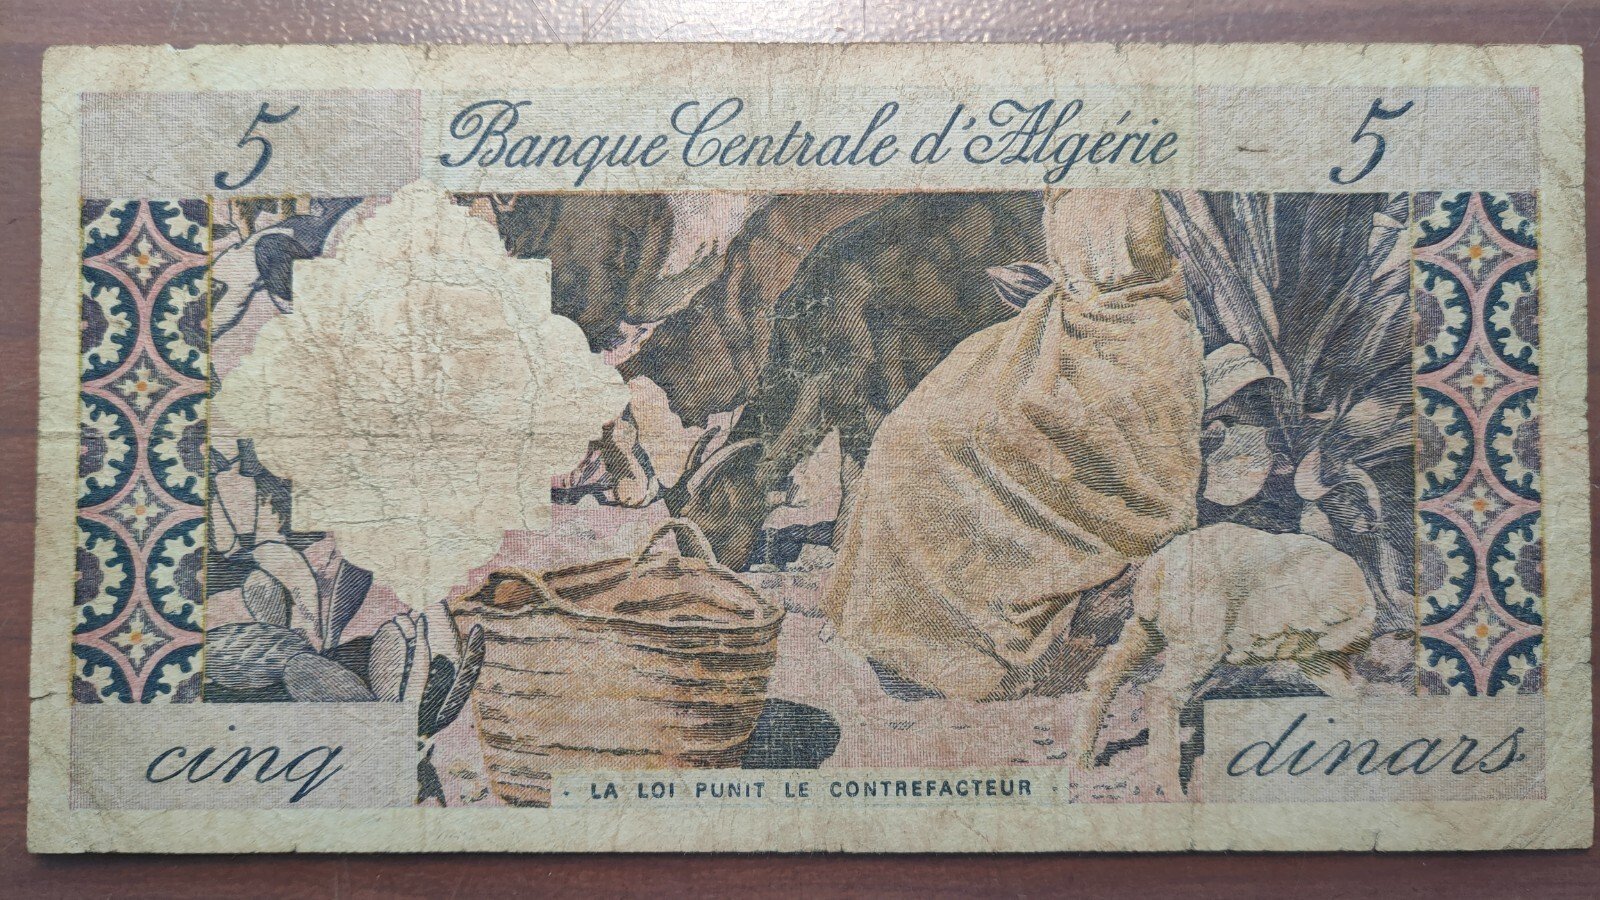 5 Banque Centrale d'Algérie 5
cinq dinars
LA LOI PUNIT LE CONTREFACTEUR